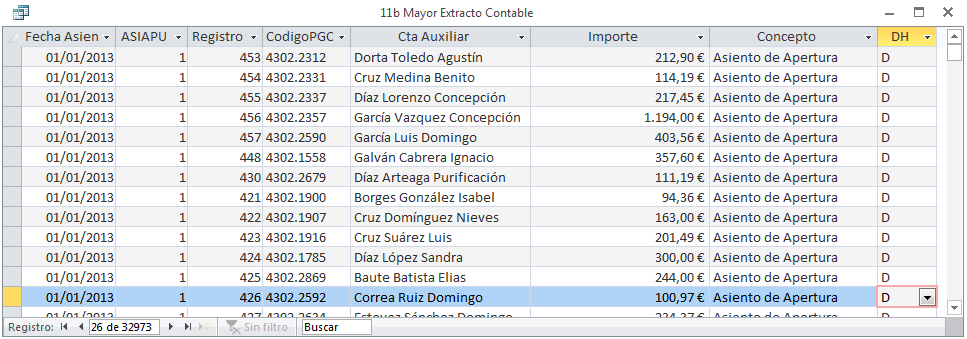 11b Mayor Extracto Contable
Fecha Asien ASIAPU Registro CodigoPGC Cta Auxiliar Importe Concepto DH
01/01/2013 1 453 4302.2312 Dorta Toledo Agustín 212,90 € Asiento de Apertura D
01/01/2013 1 454 4302.2331 Cruz Medina Benito 114,19 € Asiento de Apertura D
01/01/2013 1 455 4302.2337 Díaz Lorenzo Concepción 217,45 € Asiento de Apertura D
01/01/2013 1 456 4302.2357 García Vazquez Concepción 1.194,00 € Asiento de Apertura D
01/01/2013 1 457 4302.2590 García Luis Domingo 403,56 € Asiento de Apertura D
01/01/2013 1 448 4302.1558 Galván Cabrera Ignacio 357,60 € Asiento de Apertura D
01/01/2013 1 430 4302.2679 Díaz Arteaga Purificación 111,19 € Asiento de Apertura D
01/01/2013 1 421 4302.1900 Borges González Isabel 94,36 € Asiento de Apertura D
01/01/2013 1 422 4302.1907 Cruz Domínguez Nieves 163,00 € Asiento de Apertura D
01/01/2013 1 423 4302.1916 Cruz Suárez Luis 201,49 € Asiento de Apertura D
01/01/2013 1 424 4302.1785 Díaz López Sandra 300,00 € Asiento de Apertura D
01/01/2013 1 425 4302.2869 Baute Batista Elias 244,00 € Asiento de Apertura D
01/01/2013 1 426 4302.2592 Correa Ruiz Domingo 100,97 € Asiento de Apertura D
Registro: 26 de 32973 Sin filtro Buscar